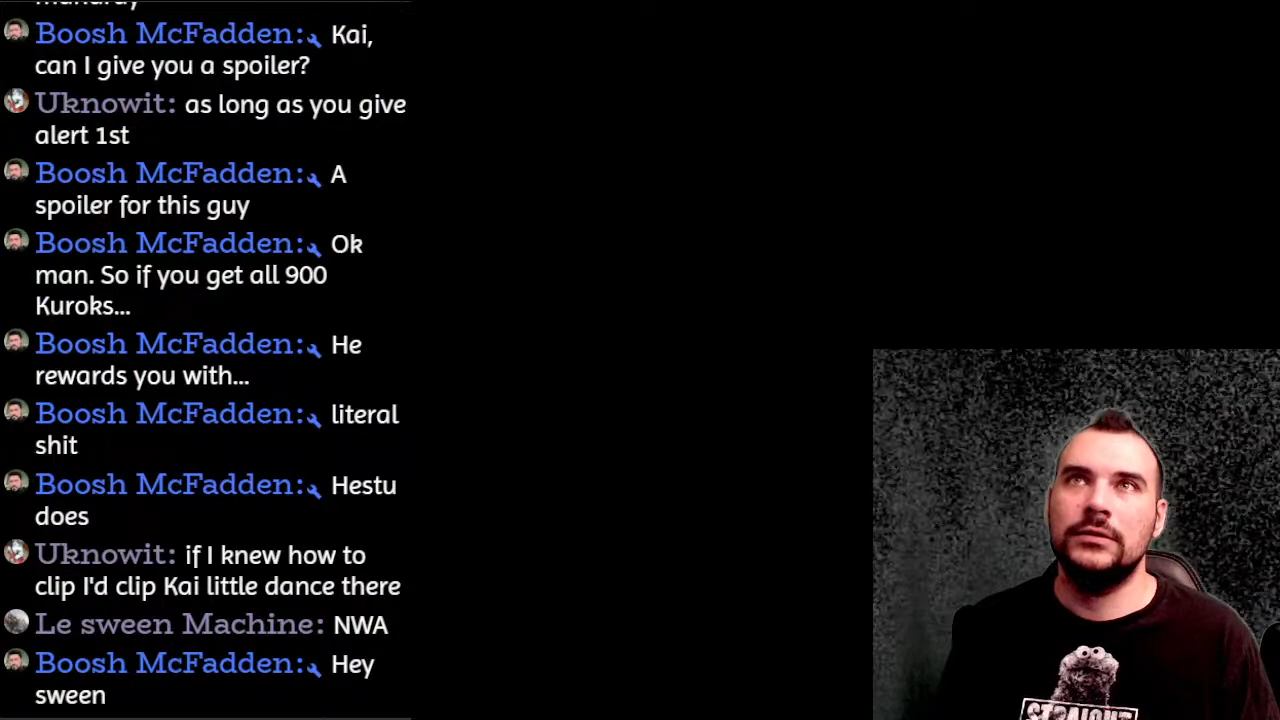 Boosh McFadden: Kai,
can I give you a spoiler?
Uknowit: as long as you give
alert 1st
Boosh McFadden: A
spoiler for this guy
Boosh McFadden: Ok
man. So if you get all 900
Kuroks...
Boosh McFadden: He
rewards you with...
Boosh McFadden: literal
shit
Boosh McFadden: Hestu
does
Uknowit: if I knew how to
clip I'd clip Kai little dance there
Le sween Machine: NWA
Boosh McFadden: Hey
sween
STRAIGHT